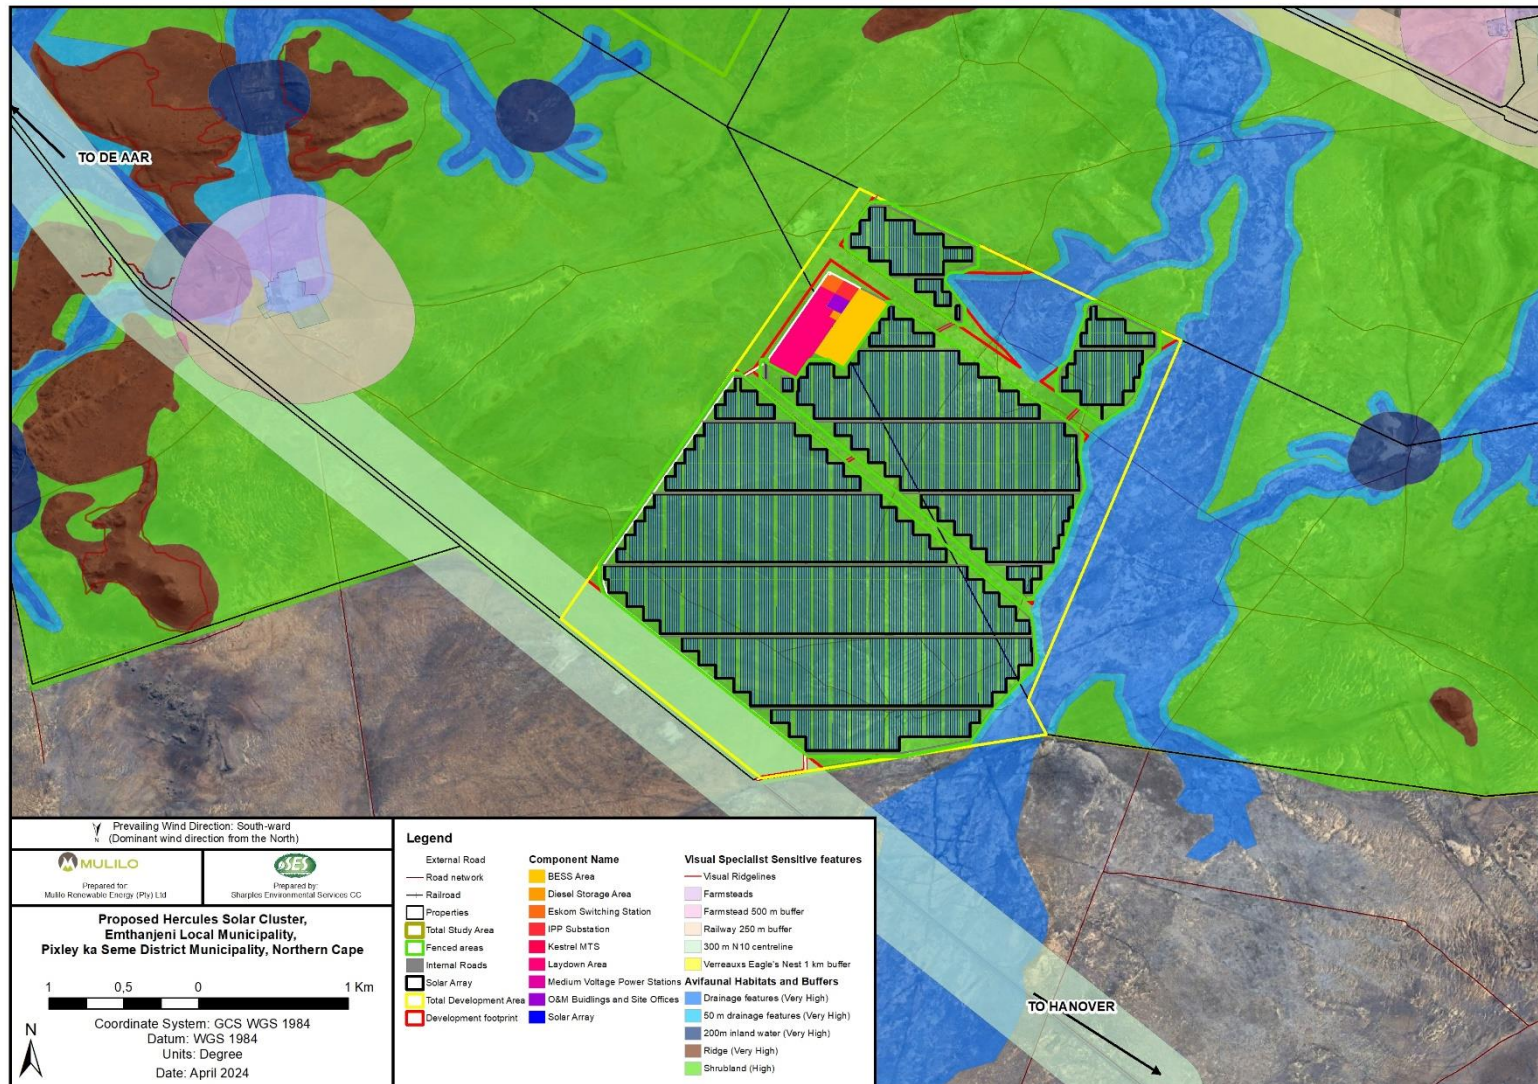 TO DE AAR
TO HANOVER
Prevailing Wind Direction: South-ward
(Dominant wind direction from the North)
N
MULILO
Prepared for:
Mulilo Renewable Energy (Pty) Ltd
SES
Prepared by:
Sharples Environmental Services CC
Proposed Hercules Solar Cluster,
Emthanjeni Local Municipality,
Pixley ka Seme District Municipality, Northern Cape
1 0,5 0 1 Km
N
Coordinate System: GCS WGS 1984
Datum: WGS 1984
Units: Degree
Date: April 2024
Legend
External Road
Road network
Railroad
Properties
Total Study Area
Fenced areas
Internal Roads
Solar Array
Total Development Area
Development footprint
Component Name
BESS Area
Diesel Storage Area
Eskom Switching Station
IPP Substation
Kestrel MTS
Laydown Area
Medium Voltage Power Stations
O&M Buidlings and Site Offices
Solar Array
Visual Specialist Sensitive features
Visual Ridgelines
Farmsteads
Farmstead 500 m buffer
Railway 250 m buffer
300 m N10 centreline
Verreauxs Eagle's Nest 1 km buffer
Avifaunal Habitats and Buffers
Drainage features (Very High)
50 m drainage features (Very High)
200m inland water (Very High)
Ridge (Very High)
Shrubland (High)